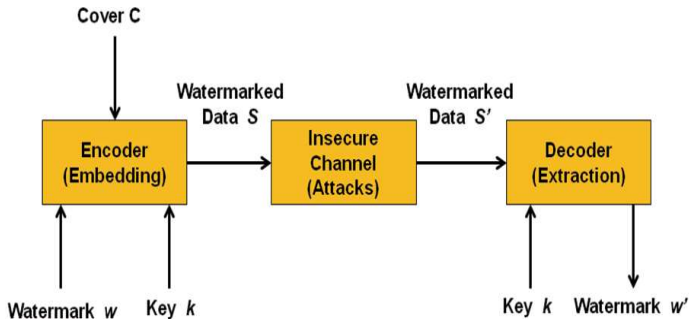 Cover C
Watermarked
Data S
Watermarked
Data S'
Encoder
(Embedding)
Insecure
Channel
(Attacks)
Decoder
(Extraction)
Watermark w
Key k
Key k
Watermark w'